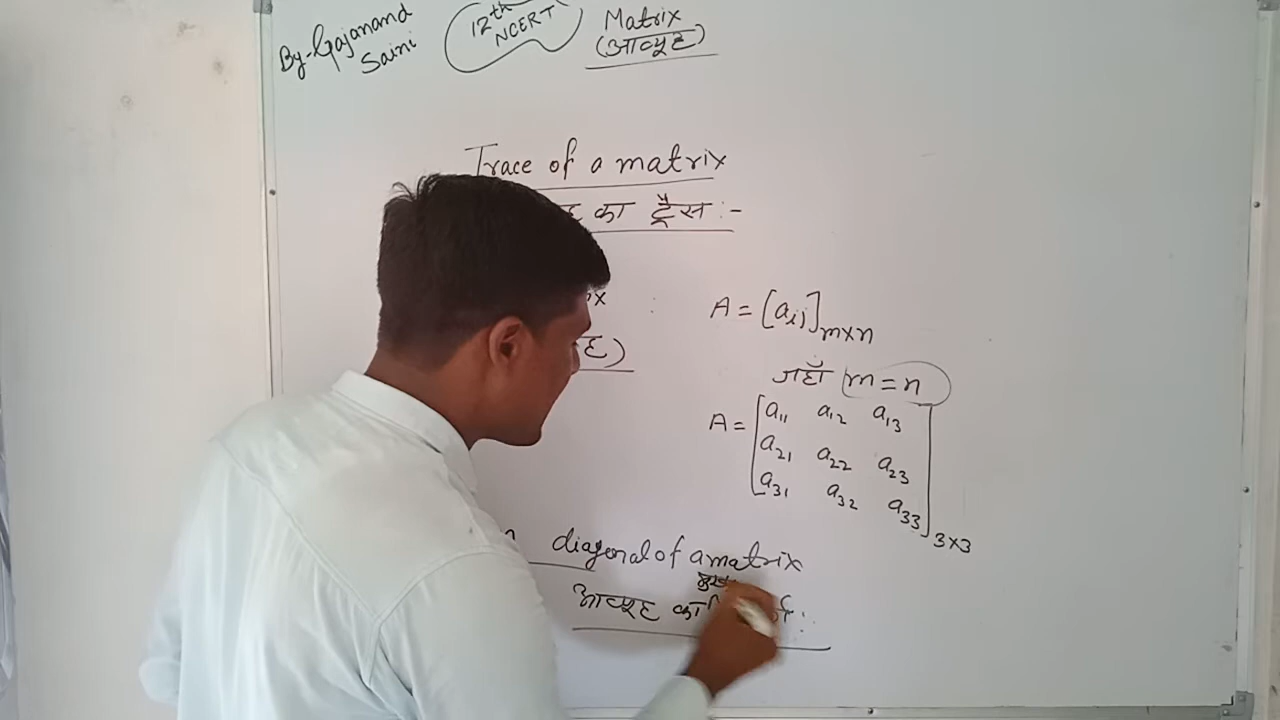 By-Gajanand
Saini
12th
NCERT
Matrix
(आव्यूह)
Trace of a matrix
का ट्रैस :-
A = [aij]m×n
जहाँ m = n
A = [a11 a12 a13
a21 a22 a23
a31 a32 a33]3×3
diagonal of a matrix
आव्यूह का